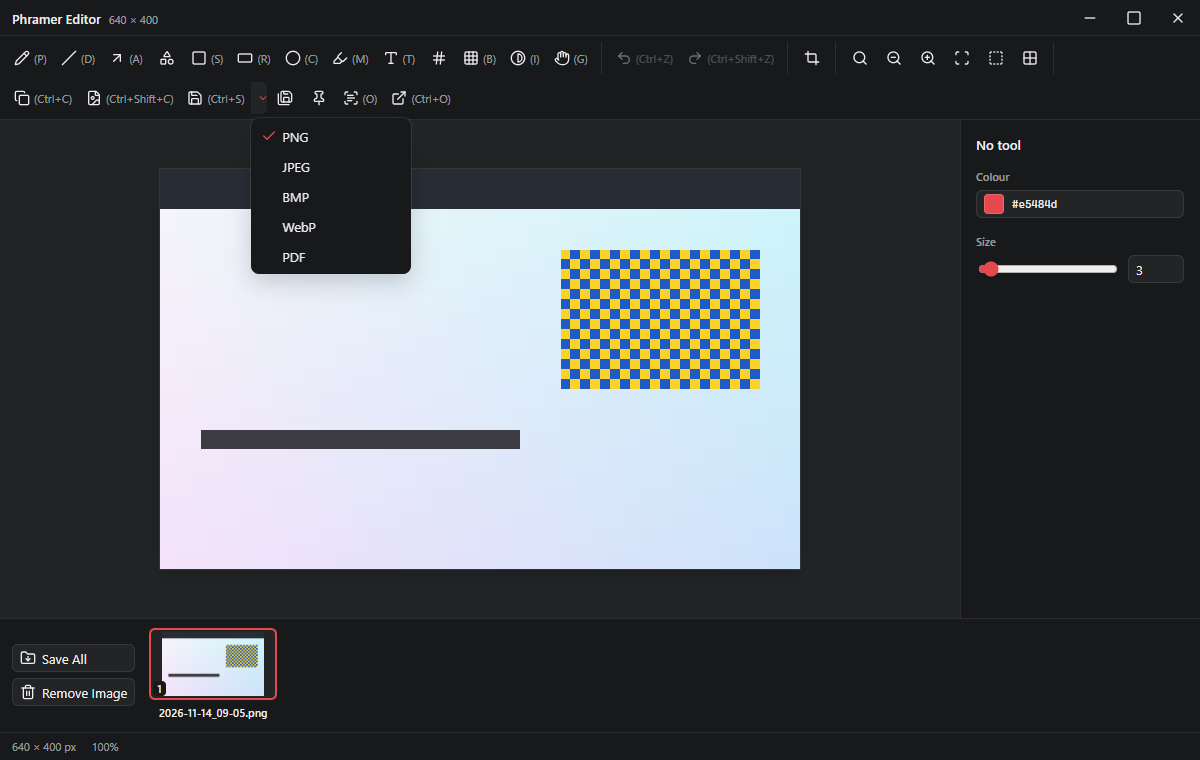 Phramer Editor 640 × 400
(P) (D) (A) (S) (R) (C) (M) (T) (B) (I) (G) (Ctrl+Z) (Ctrl+Shift+Z)
(Ctrl+C) (Ctrl+Shift+C) (Ctrl+S) (O) (Ctrl+O)
PNG
JPEG
BMP
WebP
PDF
No tool
Colour
#e5484d
Size
3
Save All
Remove Image
1
2026-11-14_09-05.png
640 × 400 px 100%